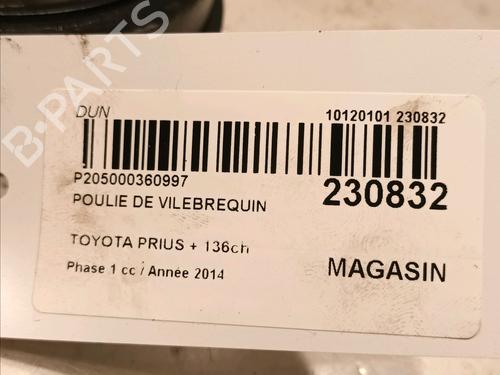 DUN
10120101 230832
P205000360997
230832
POULIE DE VILEBREQUIN
TOYOTA PRIUS + 136ch
Phase 1 cc / Année 2014
MAGASIN
B-PARTS